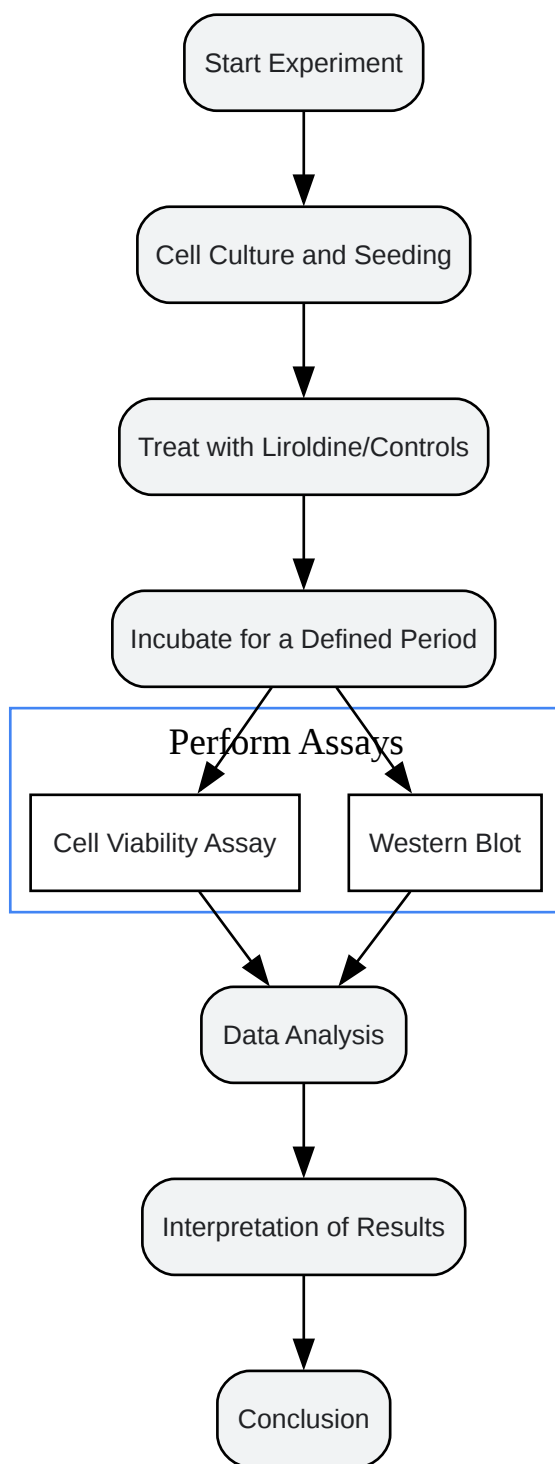 Start Experiment
Cell Culture and Seeding
Treat with Liroldine/Controls
Incubate for a Defined Period
Perform Assays
Cell Viability Assay
Western Blot
Data Analysis
Interpretation of Results
Conclusion